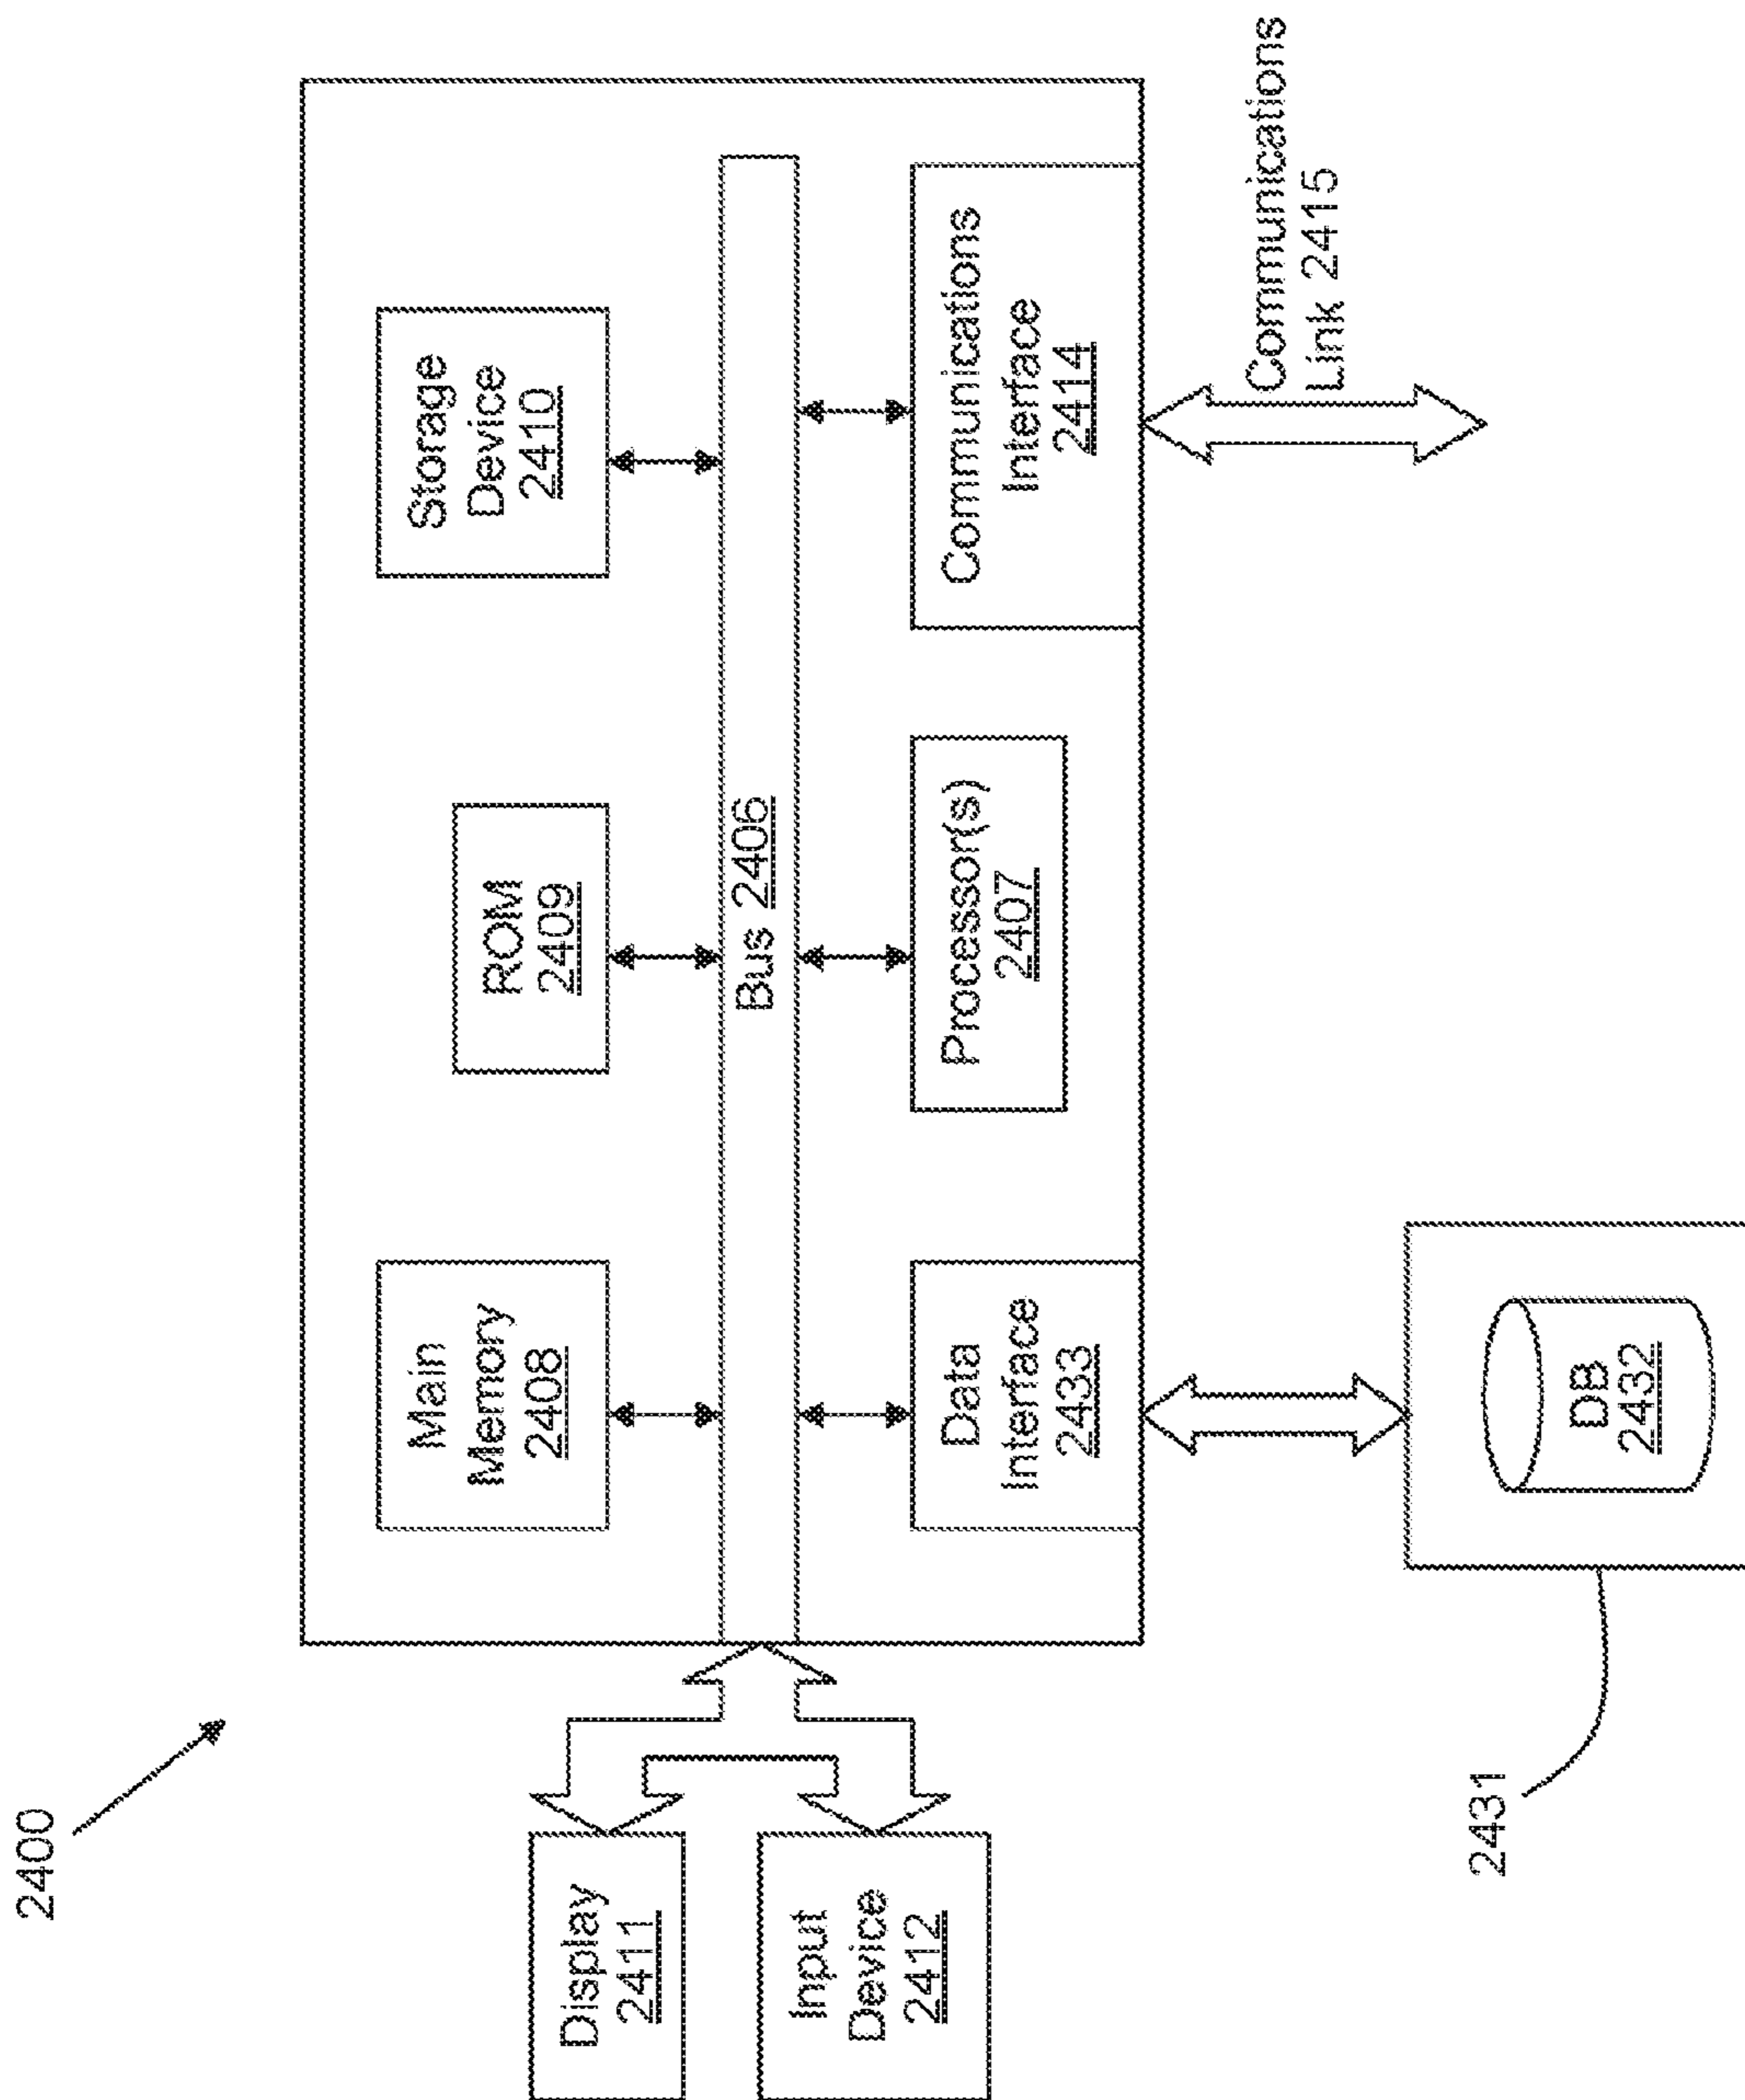 2400
Main
Memory
2408
ROM
2409
Storage
Device
2410
Display
2411
Bus 2406
Input
Device
2412
Data
Interface
2433
Processor(s)
2407
Communications
Interface
2414
Communications
Link 2415
2431
DB
2432